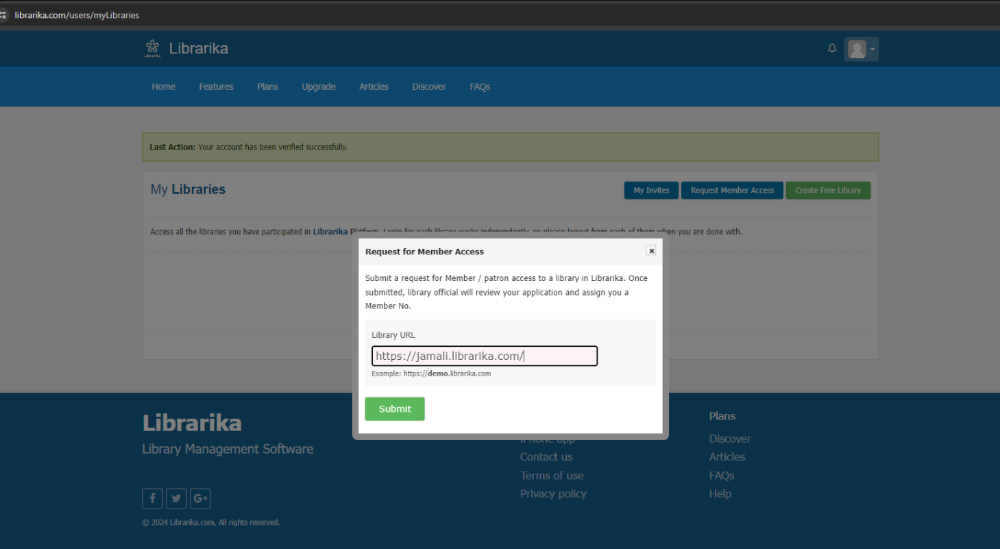 librarika.com/users/myLibraries
Librarika
Librarika
Home Features Plans Upgrade Articles Discover FAQs
Last Action: Your account has been verified successfully.
My Libraries
My Invites Request Member Access Create Free Library
Access all the libraries you have participated in Librarika Platform. Login for each library works independently, so please logout from each of them when you are done with.
Request for Member Access
Submit a request for Member / patron access to a library in Librarika. Once
submitted, library official will review your application and assign you a
Member No.
Library URL
https://jamali.librarika.com/
Example: https://demo.librarika.com
Submit
Librarika
Library Management Software
© 2024 Librarika.com, All rights reserved.
iPhone app
Contact us
Terms of use
Privacy policy
Plans
Discover
Articles
FAQs
Help